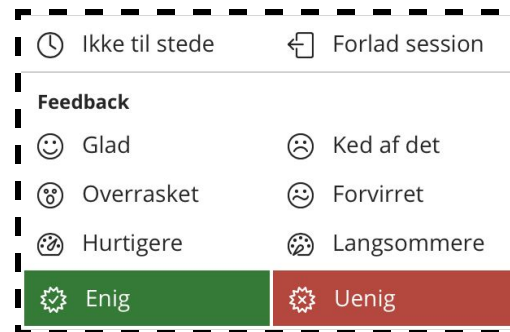 Ikke til stede Forlad session
Feedback
Glad Ked af det
Overrasket Forvirret
Hurtigere Langsommere
Enig Uenig